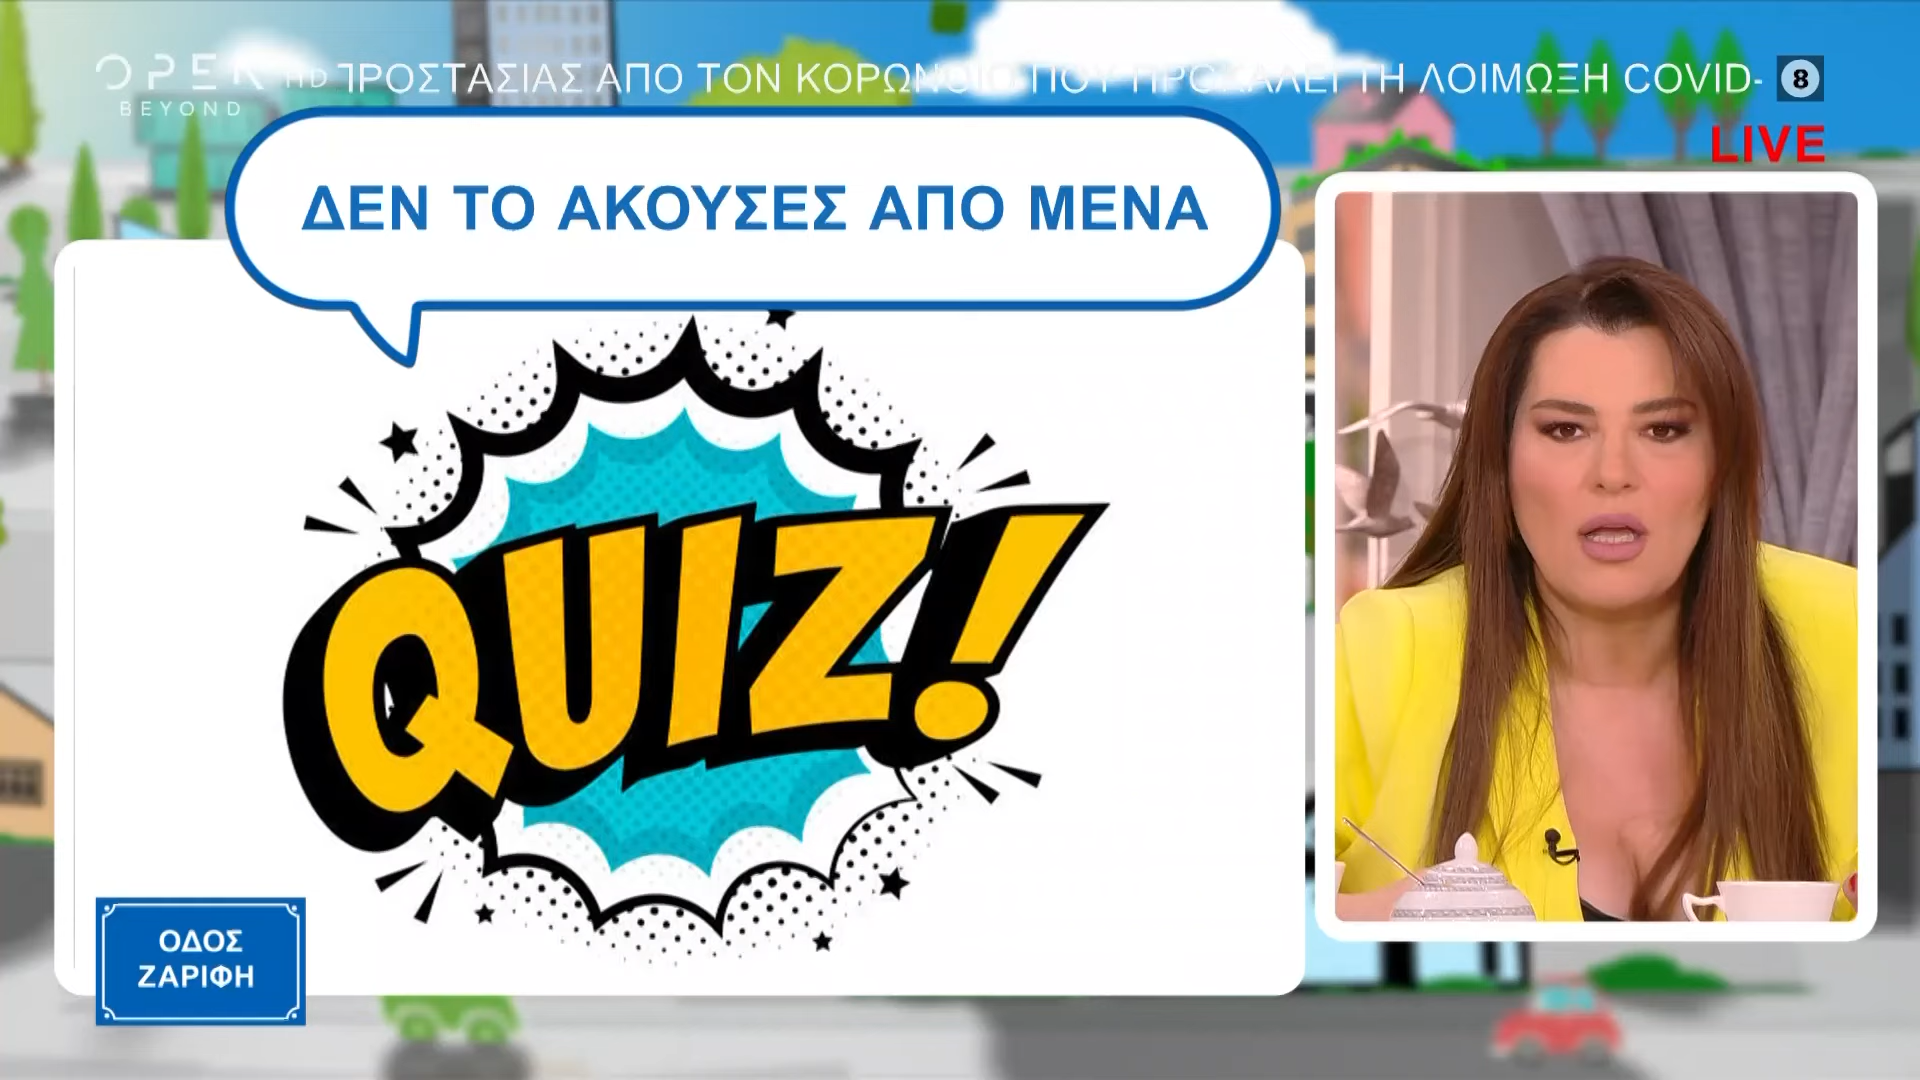 OPEN HD ΠΡΟΣΤΑΣΙΑΣ ΑΠΟ ΤΟΝ ΚΟΡΩΝΟΙΟ ΠΟΥ ΠΡΟΚΑΛΕΙ ΤΗ ΛΟΙΜΩΞΗ COVID- 8
BEYOND
LIVE
ΔΕΝ ΤΟ ΑΚΟΥΣΕΣ ΑΠΟ ΜΕΝΑ
QUIZ!
ΟΔΟΣ
ΖΑΡΙΦΗ